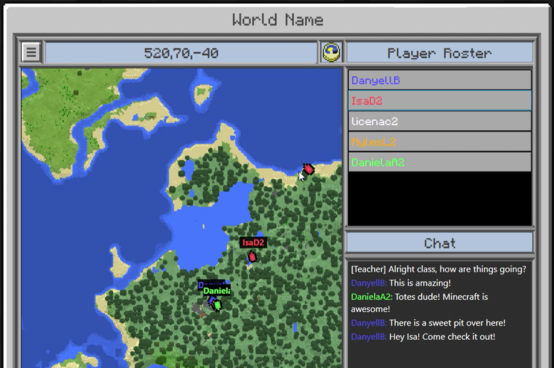 World Name
520,70,-40
Player Roster
DanyellB
IsaD2
licenac2
DanielaA2
IsaD2
Daniela
Chat
[Teacher] Alright class, how are things going?
DanyellB: This is amazing!
DanielaA2: Totes dude! Minecraft is
awesome!
DanyellB: There is a sweet pit over here!
DanyellB: Hey Isa! Come check it out!